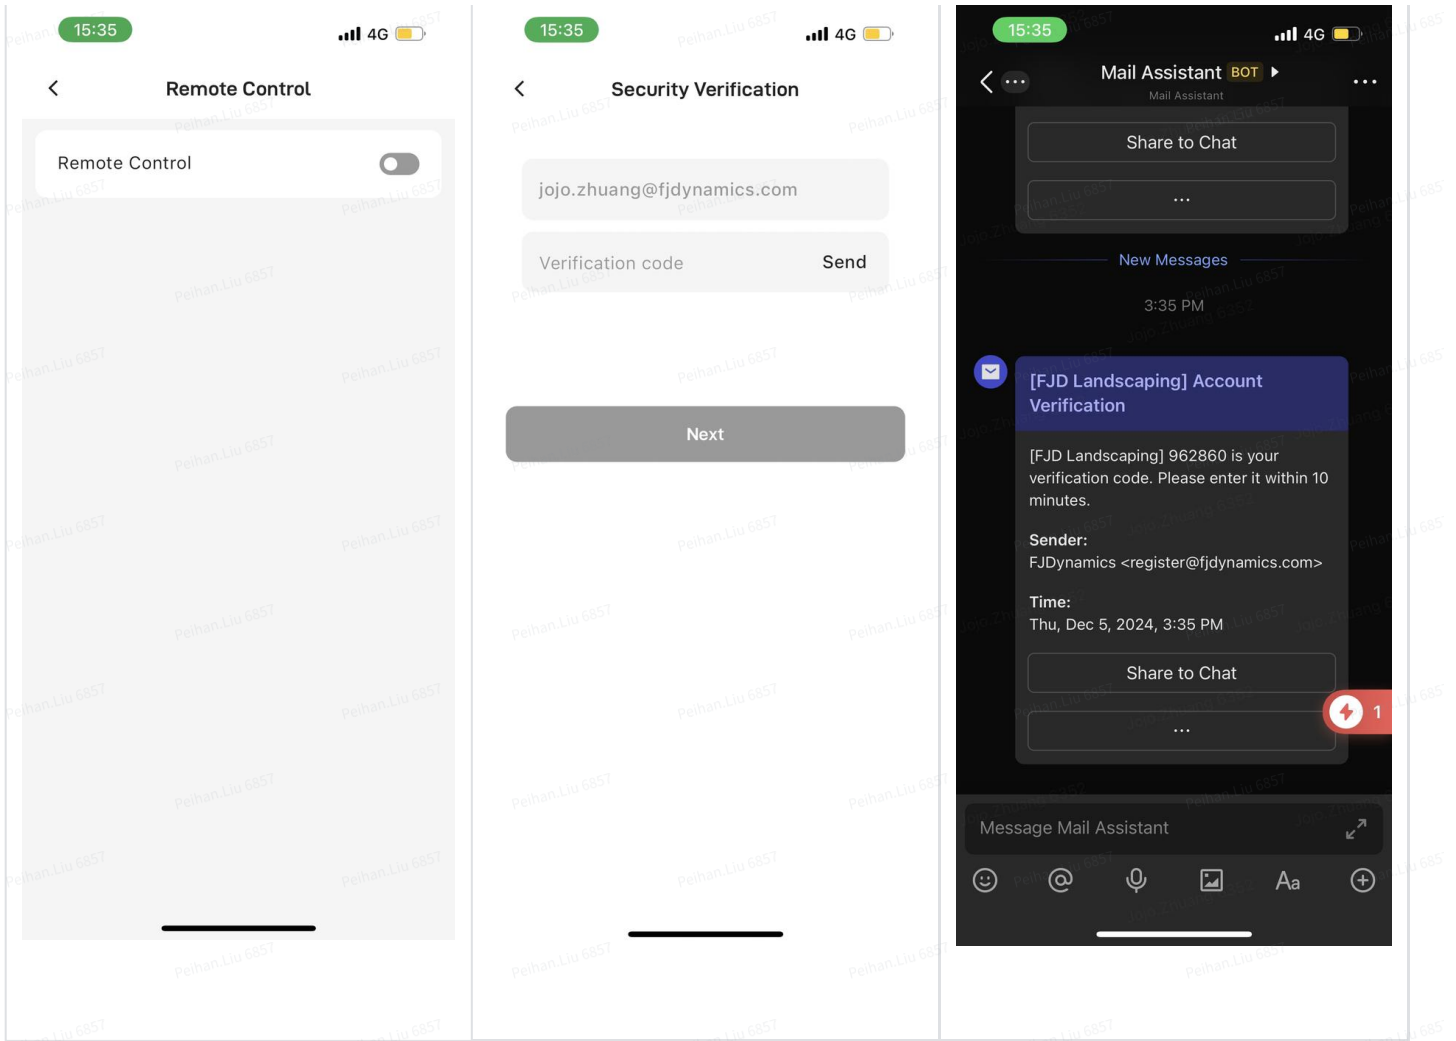 15:35
4G
Remote Control
Remote Control
15:35
4G
Security Verification
jojo.zhuang@fjdynamics.com
Verification code
Send
Next
15:35
4G
Mail Assistant BOT
Mail Assistant
Share to Chat
...
New Messages
3:35 PM
[FJD Landscaping] Account
Verification
[FJD Landscaping] 962860 is your
verification code. Please enter it within 10
minutes.
Sender:
FJDynamics <register@fjdynamics.com>
Time:
Thu, Dec 5, 2024, 3:35 PM
Share to Chat
1
...
Message Mail Assistant
Aa
Peihan.Liu 6857